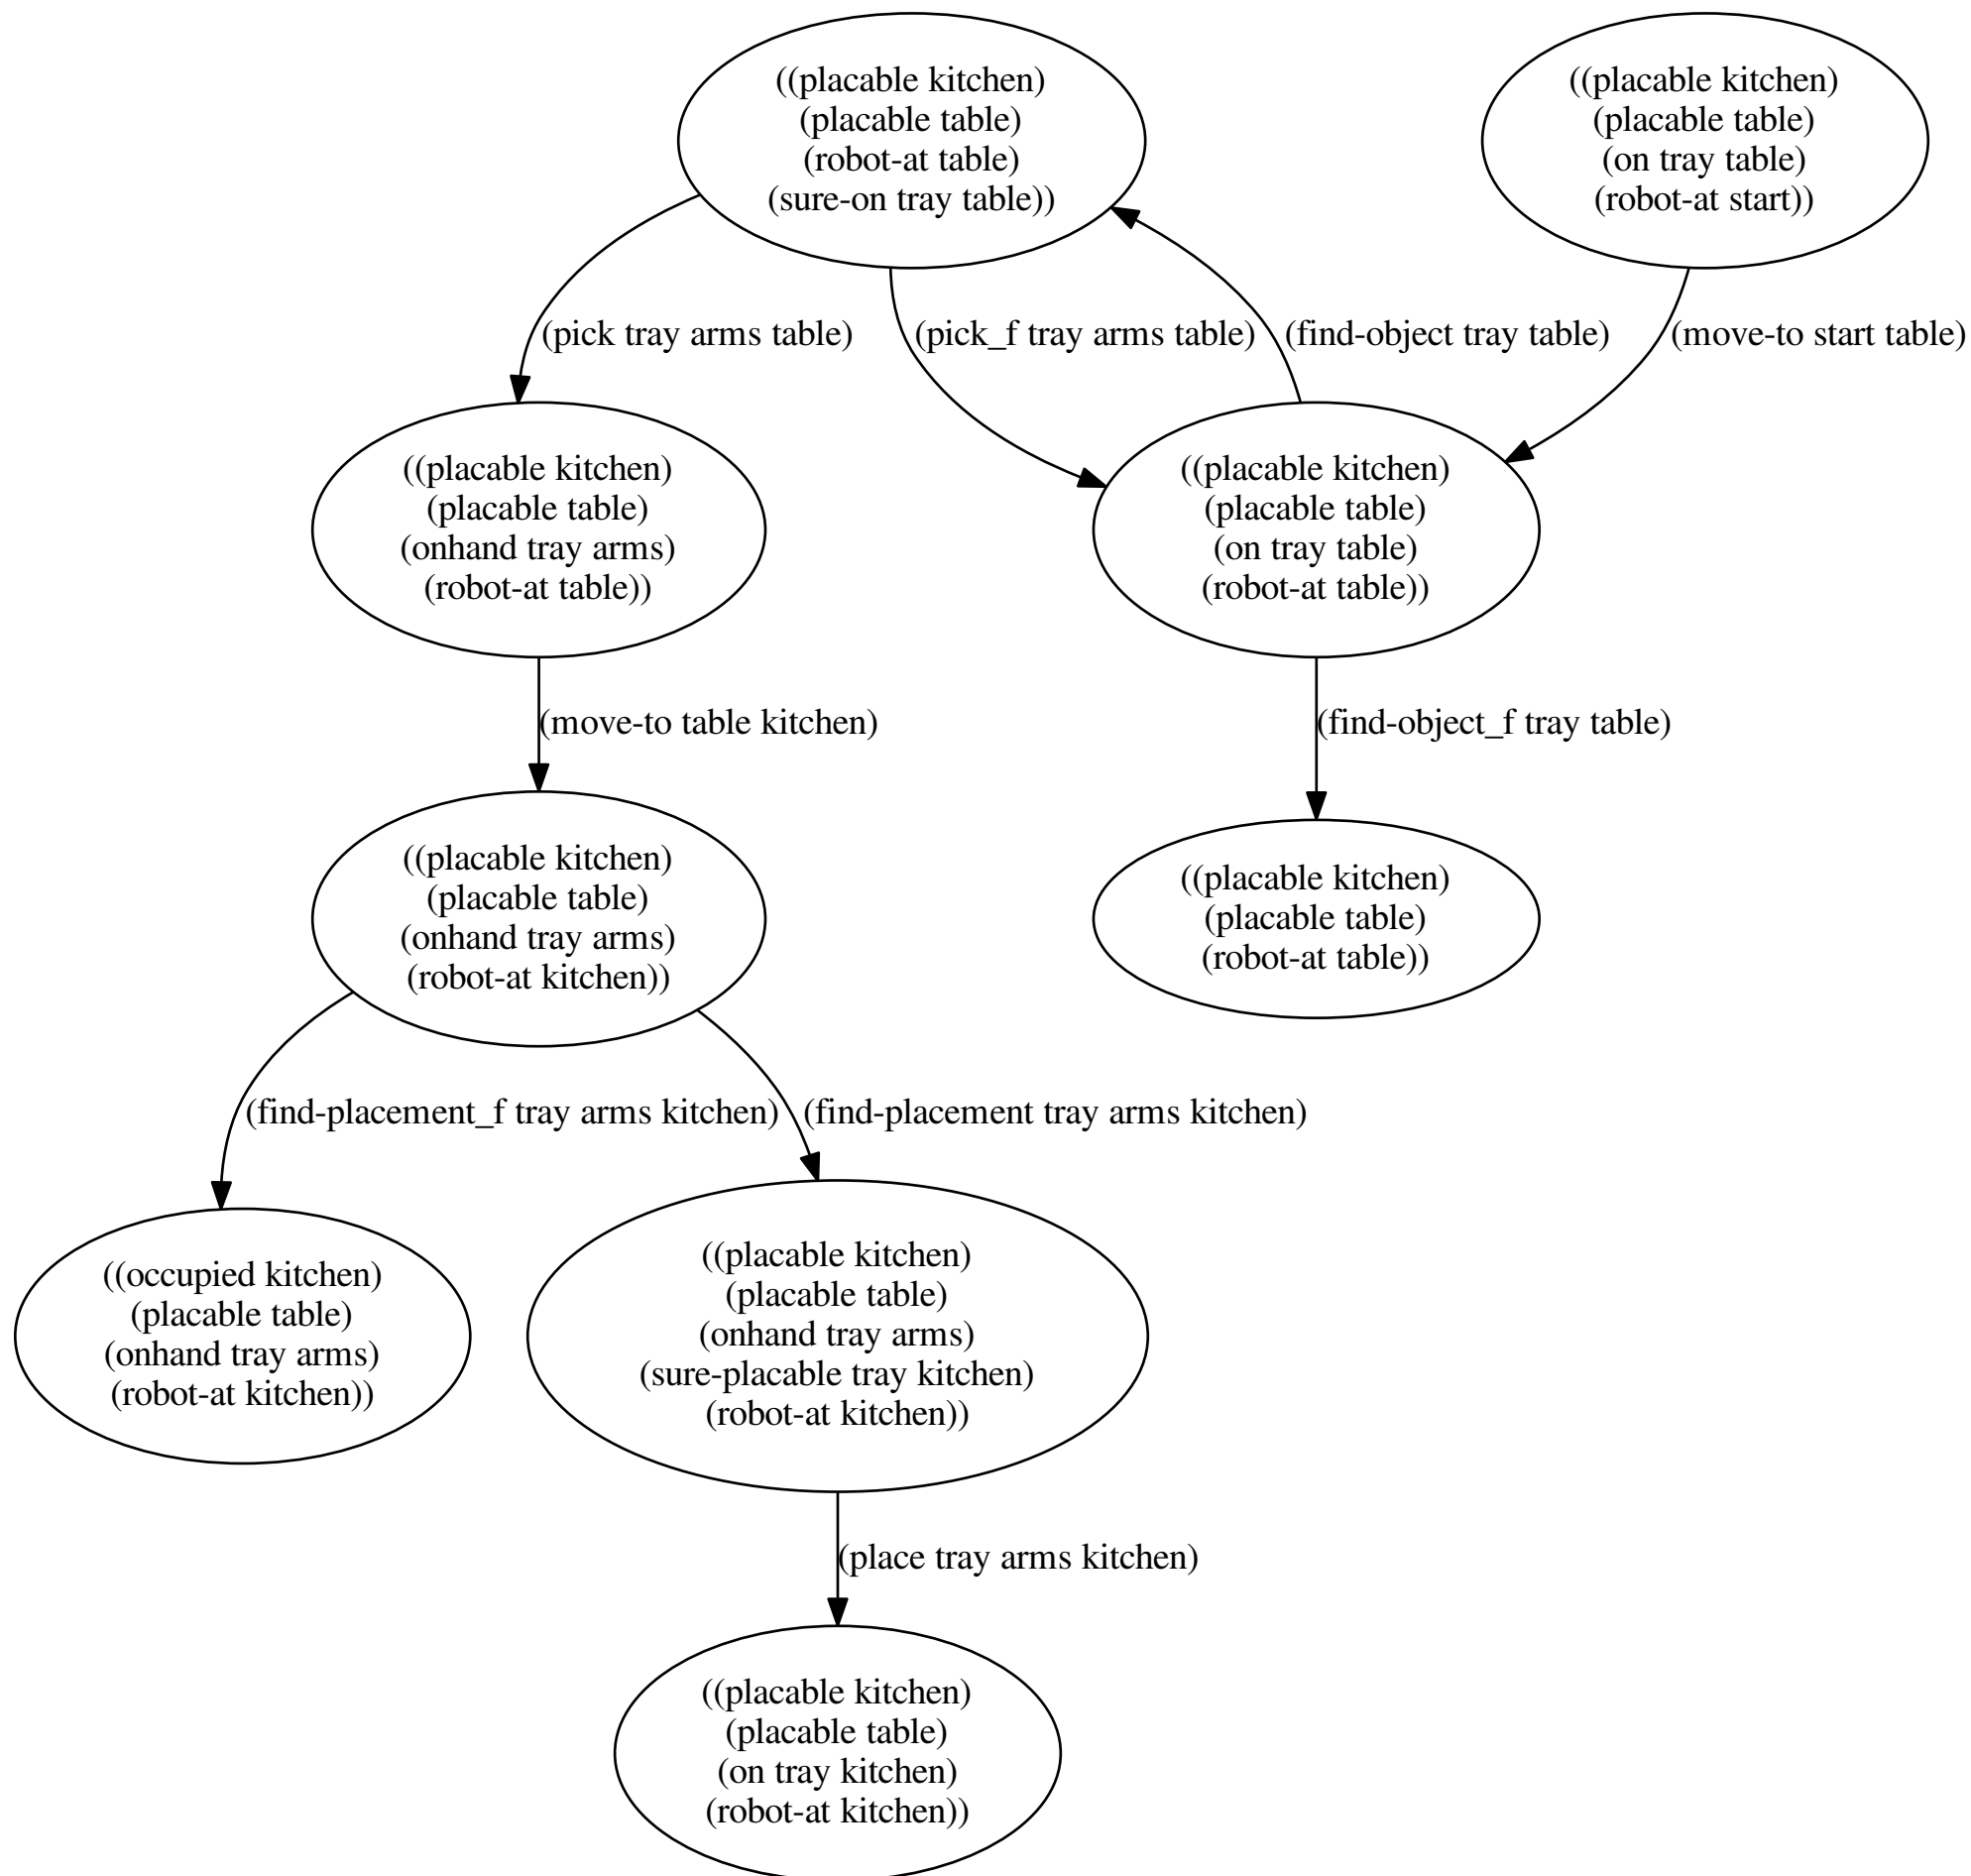 ((placable kitchen)
(placable table)
(robot-at table)
(sure-on tray table))
((placable kitchen)
(placable table)
(on tray table)
(robot-at start))
(pick tray arms table)
(pick_f tray arms table)
(find-object tray table)
(move-to start table)
((placable kitchen)
(placable table)
(onhand tray arms)
(robot-at table))
((placable kitchen)
(placable table)
(on tray table)
(robot-at table))
(move-to table kitchen)
(find-object_f tray table)
((placable kitchen)
(placable table)
(onhand tray arms)
(robot-at kitchen))
((placable kitchen)
(placable table)
(robot-at table))
(find-placement_f tray arms kitchen)
(find-placement tray arms kitchen)
((occupied kitchen)
(placable table)
(onhand tray arms)
(robot-at kitchen))
((placable kitchen)
(placable table)
(onhand tray arms)
(sure-placable tray kitchen)
(robot-at kitchen))
(place tray arms kitchen)
((placable kitchen)
(placable table)
(on tray kitchen)
(robot-at kitchen))